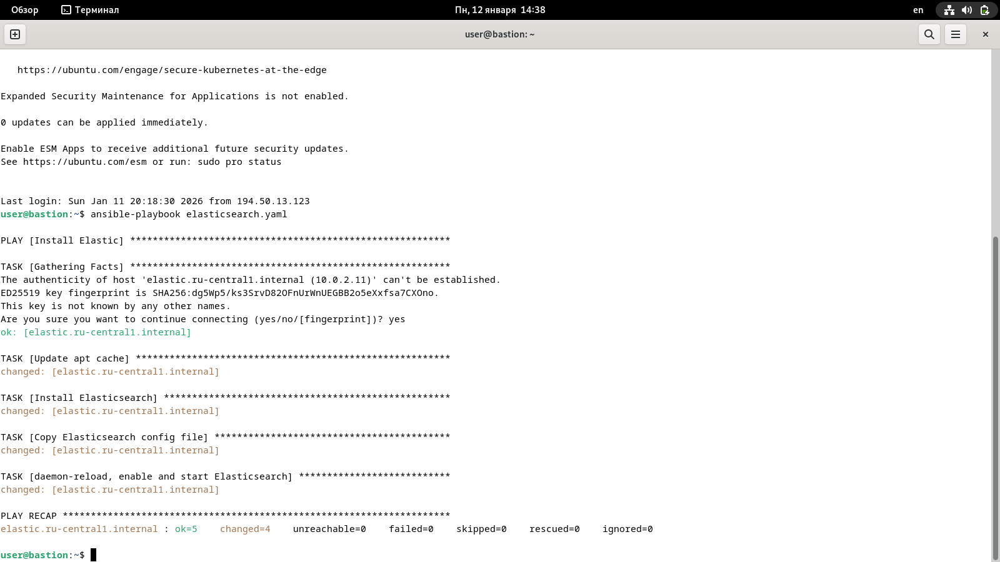 Обзор
Терминал
Пн, 12 января 14:38
en
user@bastion: ~
https://ubuntu.com/engage/secure-kubernetes-at-the-edge
Expanded Security Maintenance for Applications is not enabled.
0 updates can be applied immediately.
Enable ESM Apps to receive additional future security updates.
See https://ubuntu.com/esm or run: sudo pro status
Last login: Sun Jan 11 20:18:30 2026 from 194.50.13.123
user@bastion:~$ ansible-playbook elasticsearch.yaml
PLAY [Install Elastic] *********************************************************
TASK [Gathering Facts] *********************************************************
The authenticity of host 'elastic.ru-central1.internal (10.0.2.11)' can't be established.
ED25519 key fingerprint is SHA256:dg5Wp5/ks3SrvD82OFnUrWnUEGBB2o5eXxfsa7CXOno.
This key is not known by any other names.
Are you sure you want to continue connecting (yes/no/[fingerprint])? yes
ok: [elastic.ru-central1.internal]
TASK [Update apt cache] ********************************************************
changed: [elastic.ru-central1.internal]
TASK [Install Elasticsearch] ***************************************************
changed: [elastic.ru-central1.internal]
TASK [Copy Elasticsearch config file] ******************************************
changed: [elastic.ru-central1.internal]
TASK [daemon-reload, enable and start Elasticsearch] ***************************
changed: [elastic.ru-central1.internal]
PLAY RECAP *********************************************************************
elastic.ru-central1.internal : ok=5    changed=4    unreachable=0    failed=0    skipped=0    rescued=0    ignored=0
user@bastion:~$